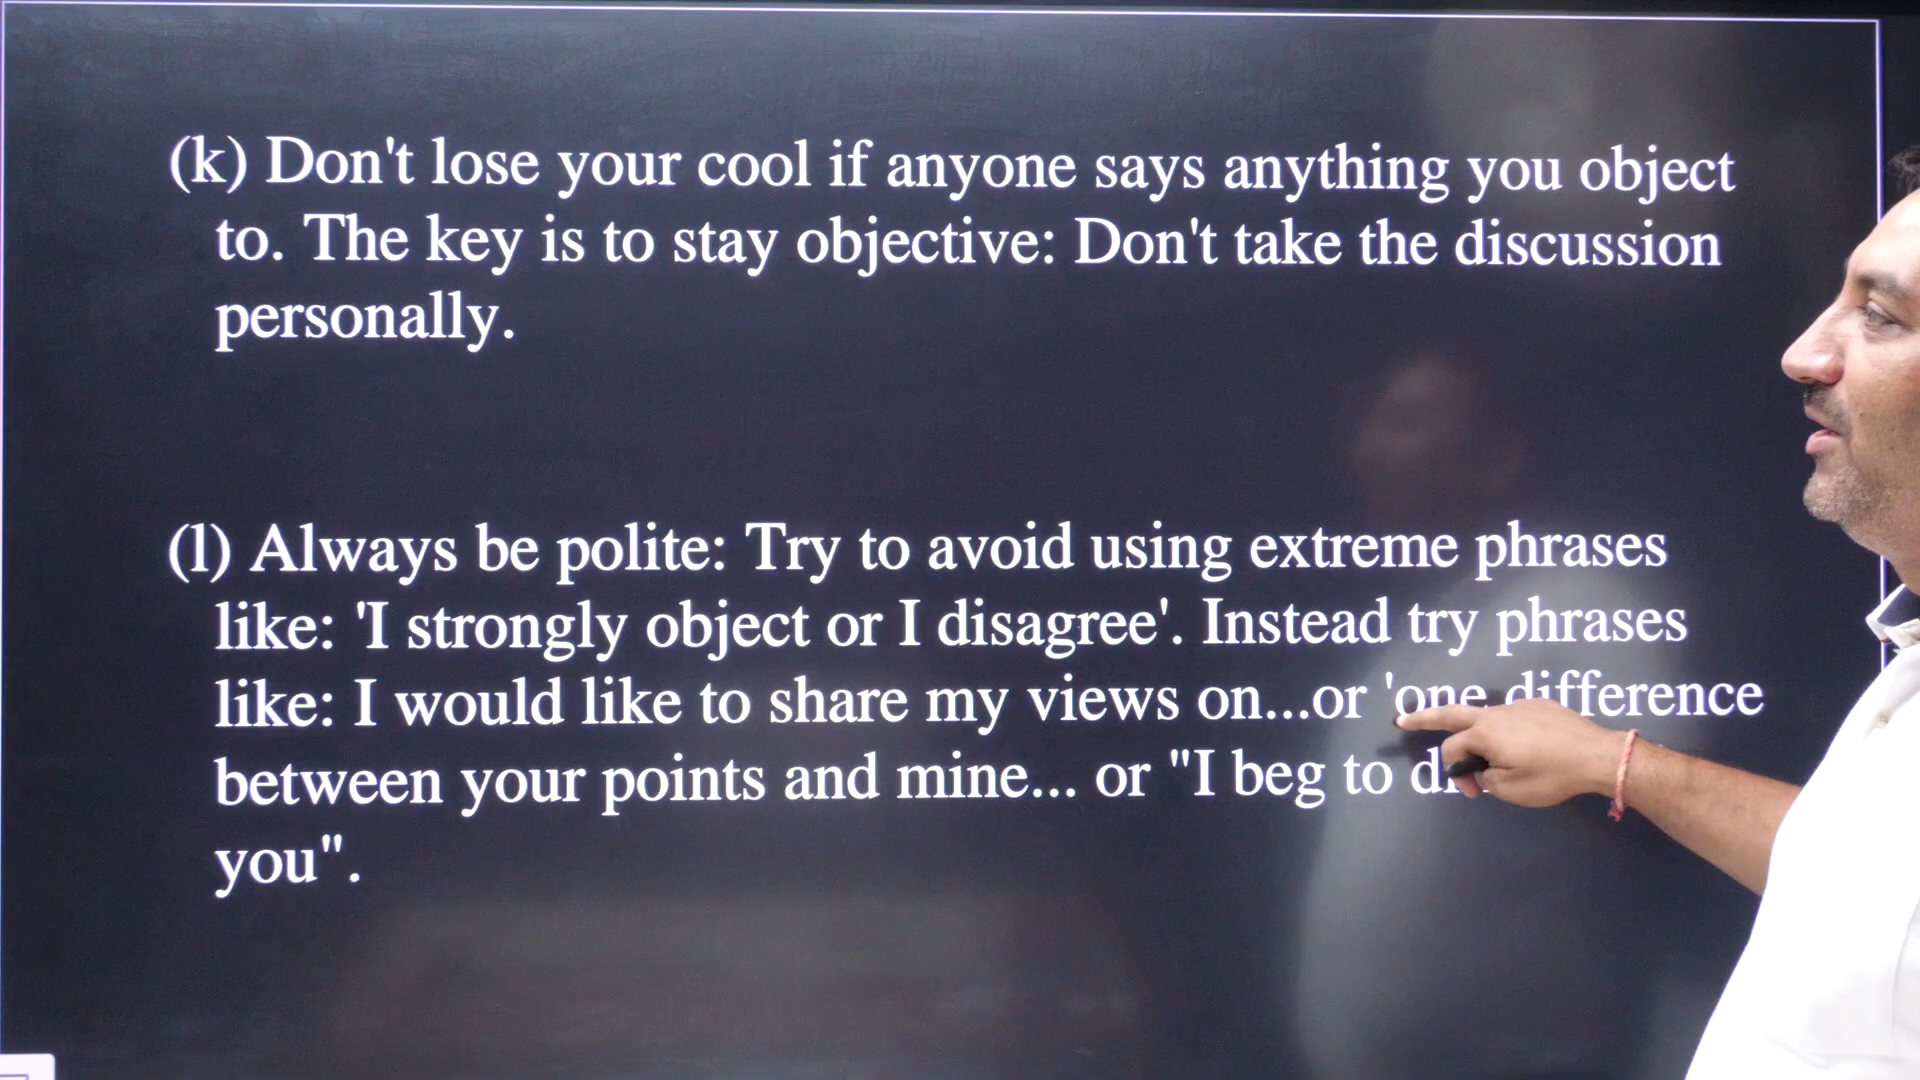 (k) Don't lose your cool if anyone says anything you object
to. The key is to stay objective: Don't take the discussion
personally.
(l) Always be polite: Try to avoid using extreme phrases
like: 'I strongly object or I disagree'. Instead try phrases
like: I would like to share my views on...or 'one difference
between your points and mine... or "I beg to
you".